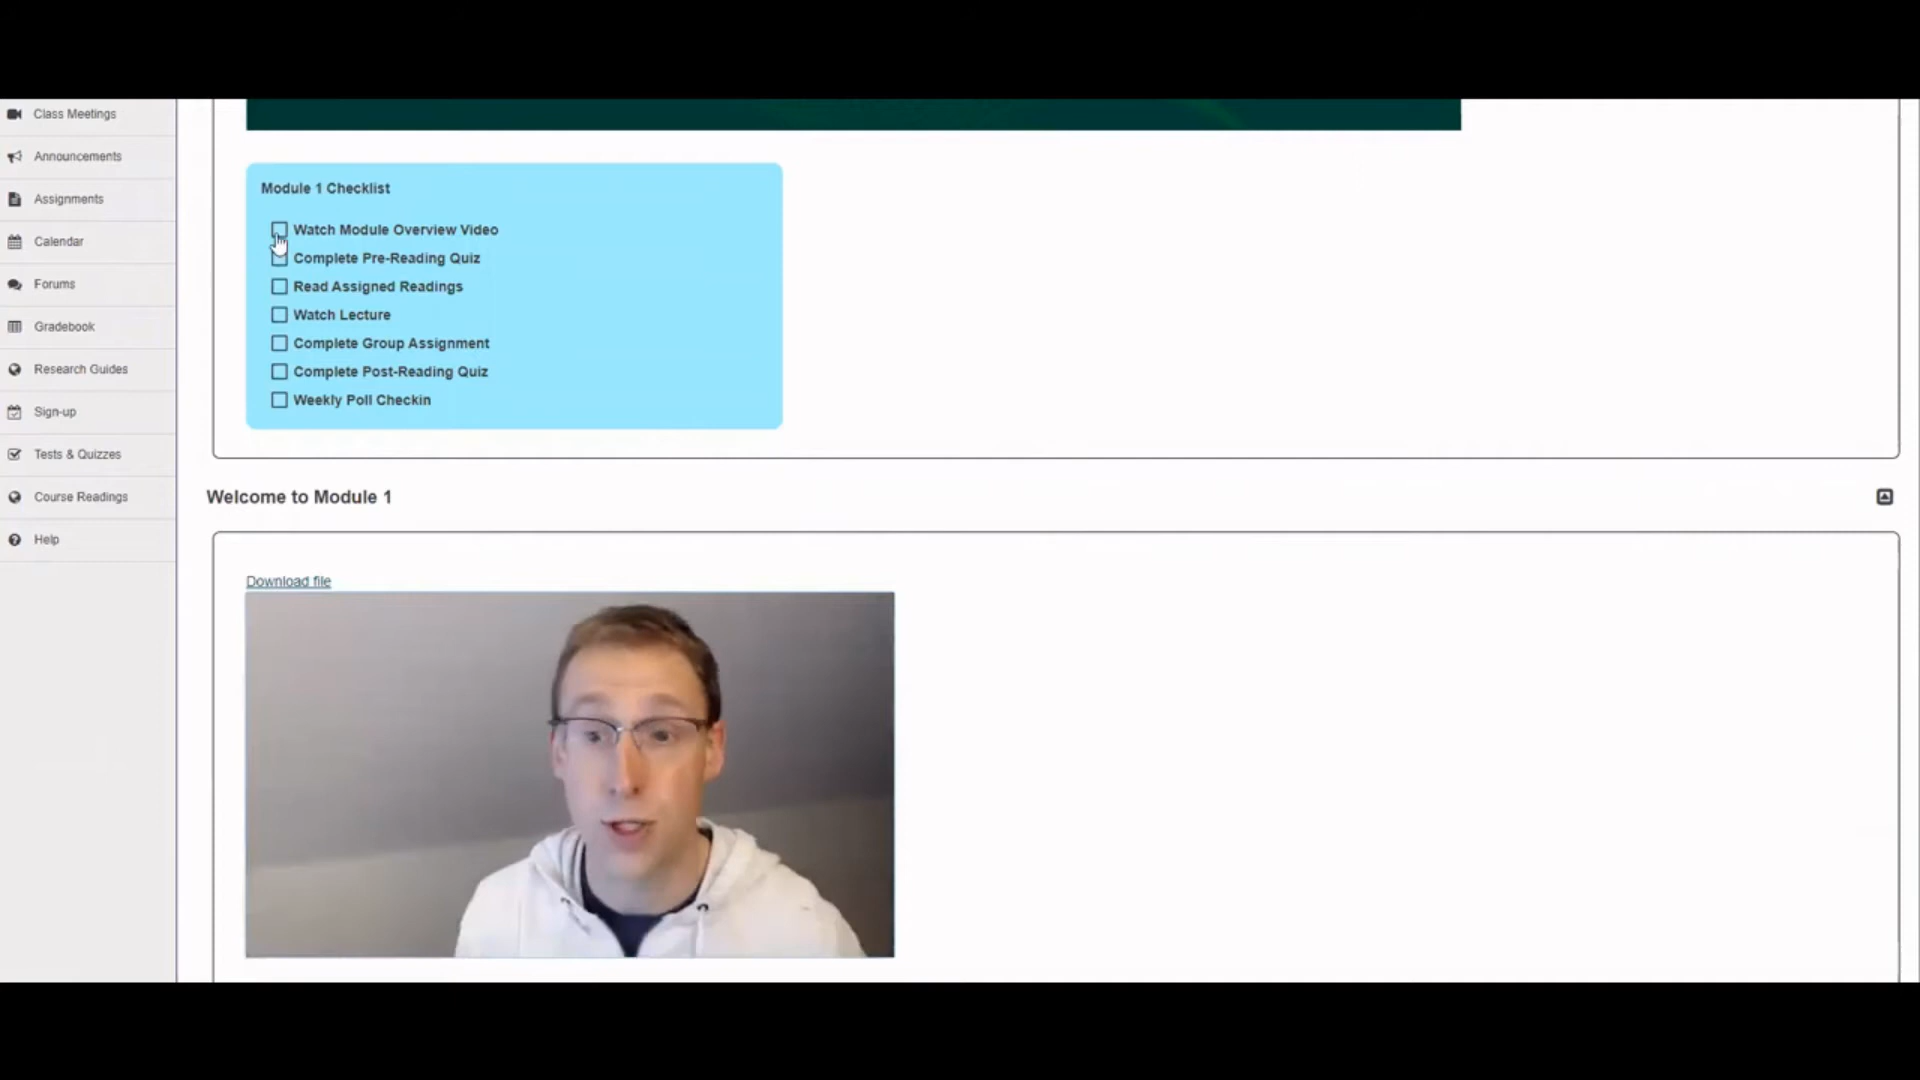 Class Meetings
Announcements
Assignments
Calendar
Forums
Gradebook
Research Guides
Sign-up
Tests & Quizzes
Course Readings
Help
Module 1 Checklist
Watch Module Overview Video
Complete Pre-Reading Quiz
Read Assigned Readings
Watch Lecture
Complete Group Assignment
Complete Post-Reading Quiz
Weekly Poll Checkin
Welcome to Module 1
Download file